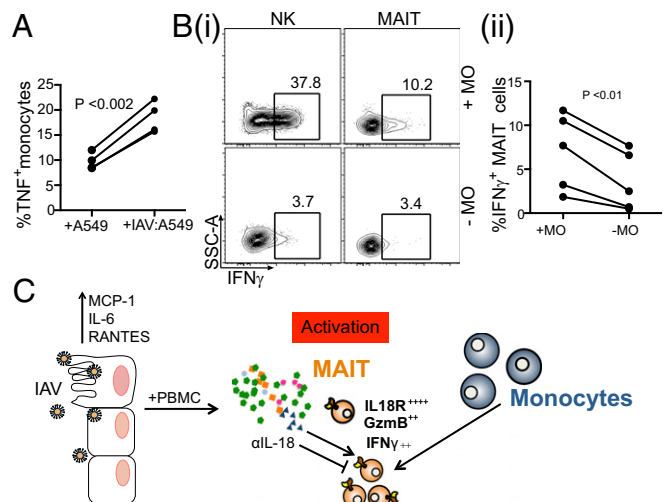 A
P <0.002
%TNF+monocytes
25
20
15
10
5
0
+A549
+IAV:A549
B(i)
NK
MAIT
37.8
10.2
+ MO
3.7
3.4
- MO
SSC-A
IFNγ
(ii)
P <0.01
%IFNγ+ MAIT cells
15
10
5
0
+MO
-MO
C
MCP-1
IL-6
RANTES
IAV
+PBMC
Activation
MAIT
IL18R++++
GzmB++
IFNγ++
αIL-18
Monocytes